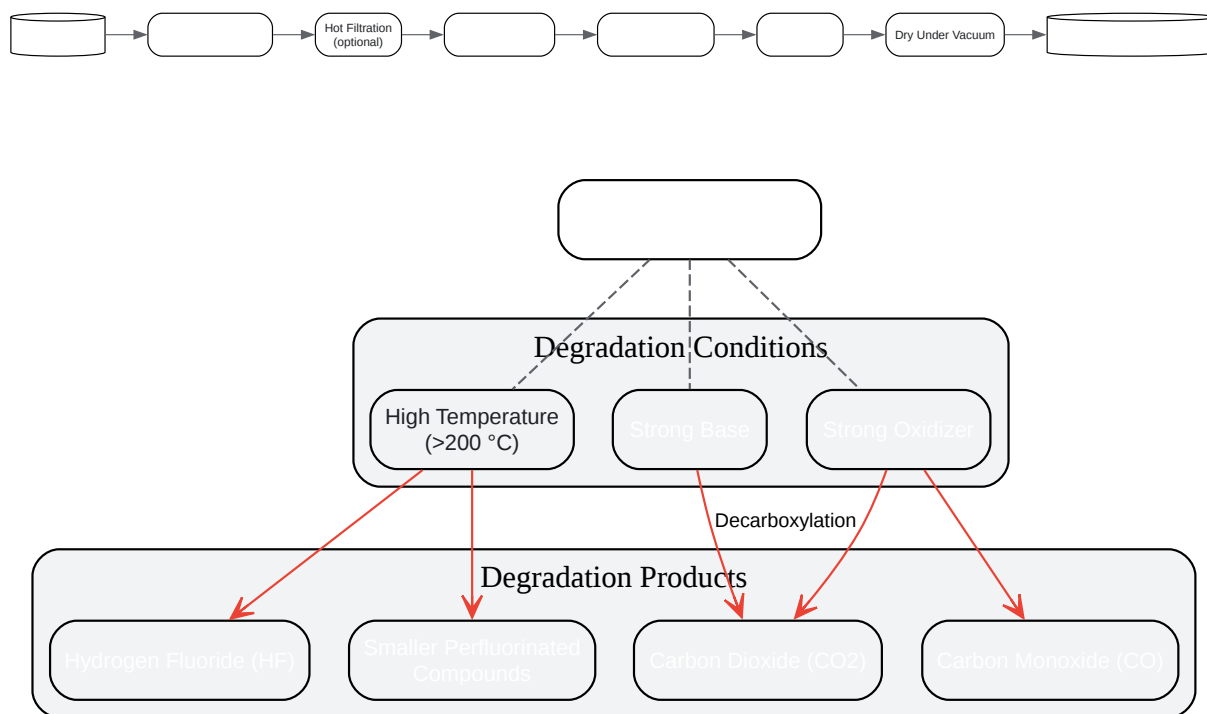 Hot Filtration
(optional)
Dry Under Vacuum
Degradation Conditions
High Temperature
(>200 °C)
Strong Base
Strong Oxidizer
Decarboxylation
Degradation Products
Hydrogen Fluoride (HF)
Smaller Perfluorinated
Compounds
Carbon Dioxide (CO2)
Carbon Monoxide (CO)